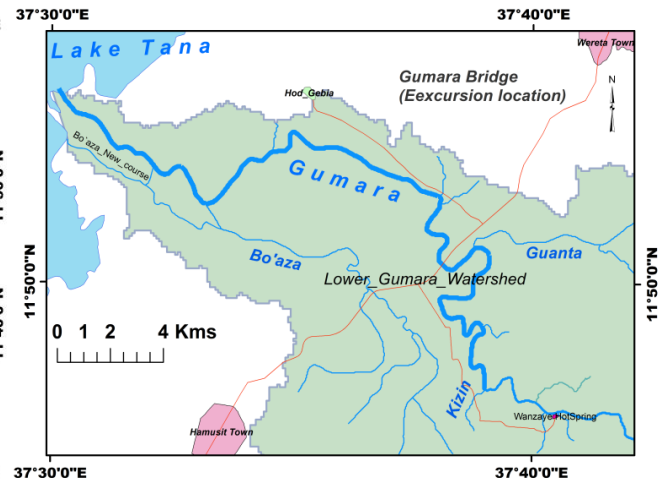 37°30'0"E
37°40'0"E
Lake Tana
Wereta Town
Gumara Bridge
(Eexcursion location)
N
Hod_Gebia
Bo'aza_New_course
Gumara
Bo'aza
Guanta
Lower_Gumara_Watershed
11°50'0"N
11°50'0"N
0 1 2 4 Kms
Kizin
Wanzaye Hot Spring
Hamusit Town
37°30'0"E
37°40'0"E